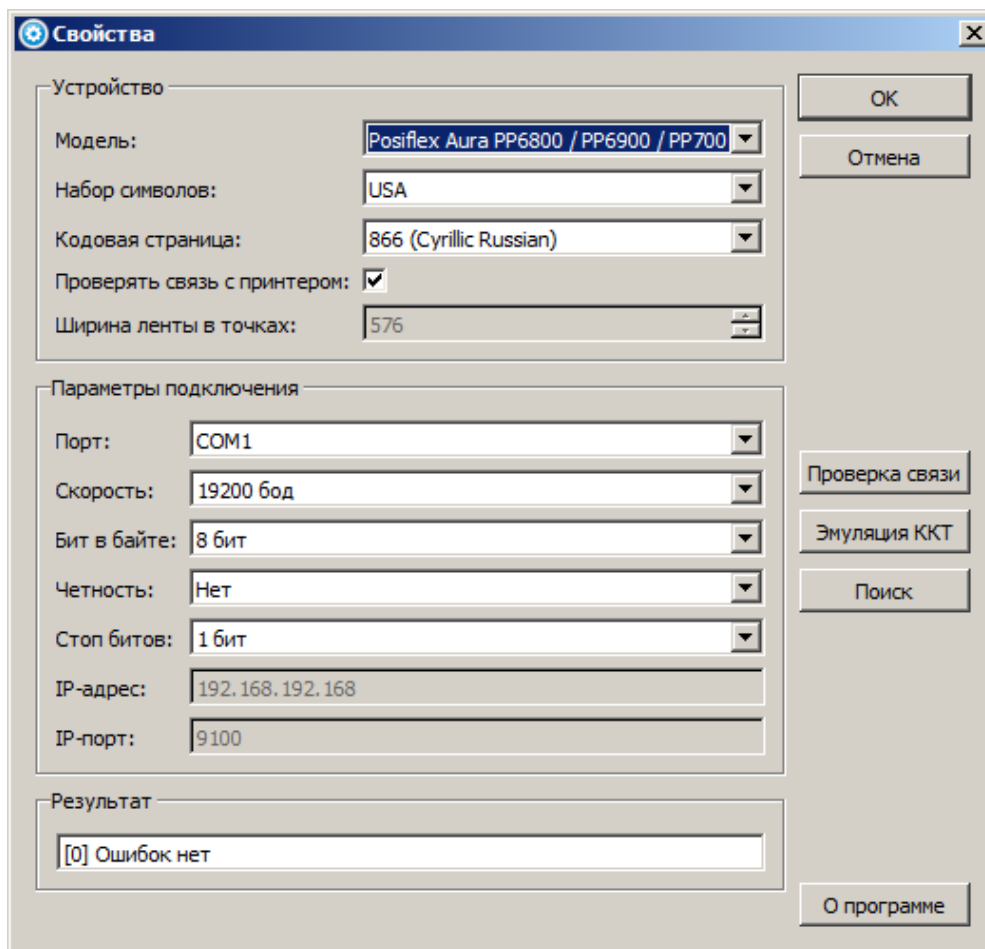 Свойства
Устройство
OK
Модель: Posiflex Aura PP6800 / PP6900 / PP700
Отмена
Набор символов: USA
Кодовая страница: 866 (Cyrillic Russian)
Проверять связь с принтером:
Ширина ленты в точках: 576
Параметры подключения
Порт: COM1
Проверка связи
Скорость: 19200 бод
Эмуляция ККТ
Бит в байте: 8 бит
Четность: Нет
Поиск
Стоп битов: 1 бит
IP-адрес: 192.168.192.168
IP-порт: 9100
Результат
[0] Ошибок нет
О программе